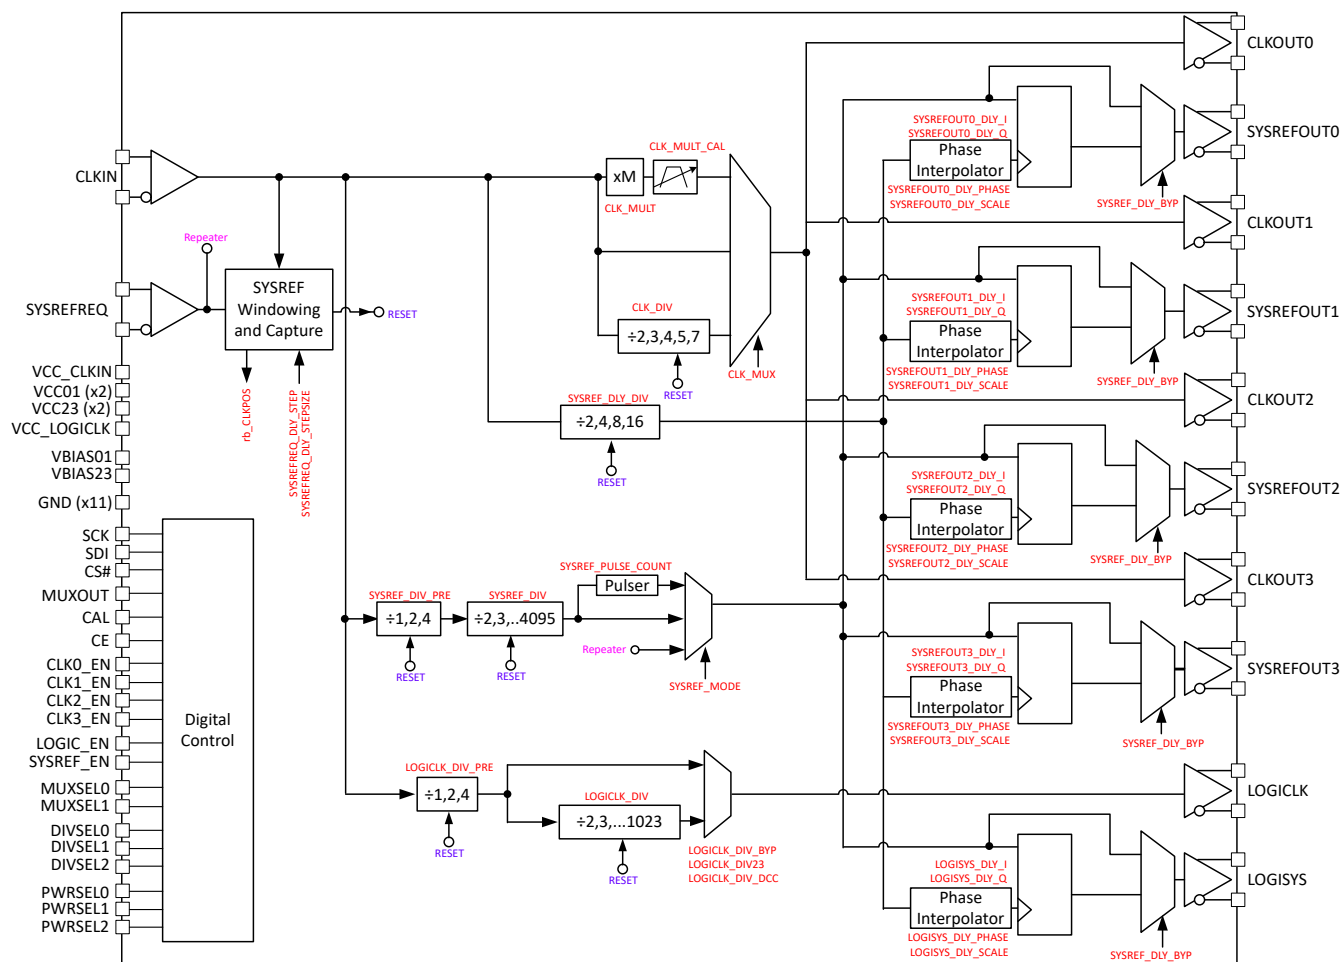 CLKIN
SYSREFREQ
VCC_CLKIN
VCC01 (x2)
VCC23 (x2)
VCC_LOGICLK
VBIAS01
VBIAS23
GND (x11)
SCK
SDI
CS#
MUXOUT
CAL
CE
CLK0_EN
CLK1_EN
CLK2_EN
CLK3_EN
LOGIC_EN
SYSREF_EN
MUXSEL0
MUXSEL1
DIVSEL0
DIVSEL1
DIVSEL2
PWRSEL0
PWRSEL1
PWRSEL2
Digital
Control
Repeater
SYSREF
Windowing
and Capture
RESET
rb_CLKPOS
SYSREFREQ_DLY_STEP
SYSREFREQ_DLY_STEPSIZE
CLK_MULT_CAL
xM
CLK_MULT
CLK_DIV
÷2,3,4,5,7
RESET
CLK_MUX
SYSREF_DLY_DIV
÷2,4,8,16
RESET
SYSREF_DIV_PRE
÷1,2,4
RESET
SYSREF_DIV
÷2,3,..4095
RESET
SYSREF_PULSE_COUNT
Pulser
Repeater
SYSREF_MODE
LOGICLK_DIV_PRE
÷1,2,4
RESET
LOGICLK_DIV
÷2,3,...1023
RESET
LOGICLK_DIV_BYP
LOGICLK_DIV23
LOGICLK_DIV_DCC
SYSREFOUT0_DLY_I
SYSREFOUT0_DLY_Q
Phase
Interpolator
SYSREFOUT0_DLY_PHASE
SYSREFOUT0_DLY_SCALE
SYSREF_DLY_BYP
SYSREFOUT1_DLY_I
SYSREFOUT1_DLY_Q
Phase
Interpolator
SYSREFOUT1_DLY_PHASE
SYSREFOUT1_DLY_SCALE
SYSREF_DLY_BYP
SYSREFOUT2_DLY_I
SYSREFOUT2_DLY_Q
Phase
Interpolator
SYSREFOUT2_DLY_PHASE
SYSREFOUT2_DLY_SCALE
SYSREF_DLY_BYP
SYSREFOUT3_DLY_I
SYSREFOUT3_DLY_Q
Phase
Interpolator
SYSREFOUT3_DLY_PHASE
SYSREFOUT3_DLY_SCALE
SYSREF_DLY_BYP
LOGISYS_DLY_I
LOGISYS_DLY_Q
Phase
Interpolator
LOGISYS_DLY_PHASE
LOGISYS_DLY_SCALE
SYSREF_DLY_BYP
CLKOUT0
SYSREFOUT0
CLKOUT1
SYSREFOUT1
CLKOUT2
SYSREFOUT2
CLKOUT3
SYSREFOUT3
LOGICLK
LOGISYS